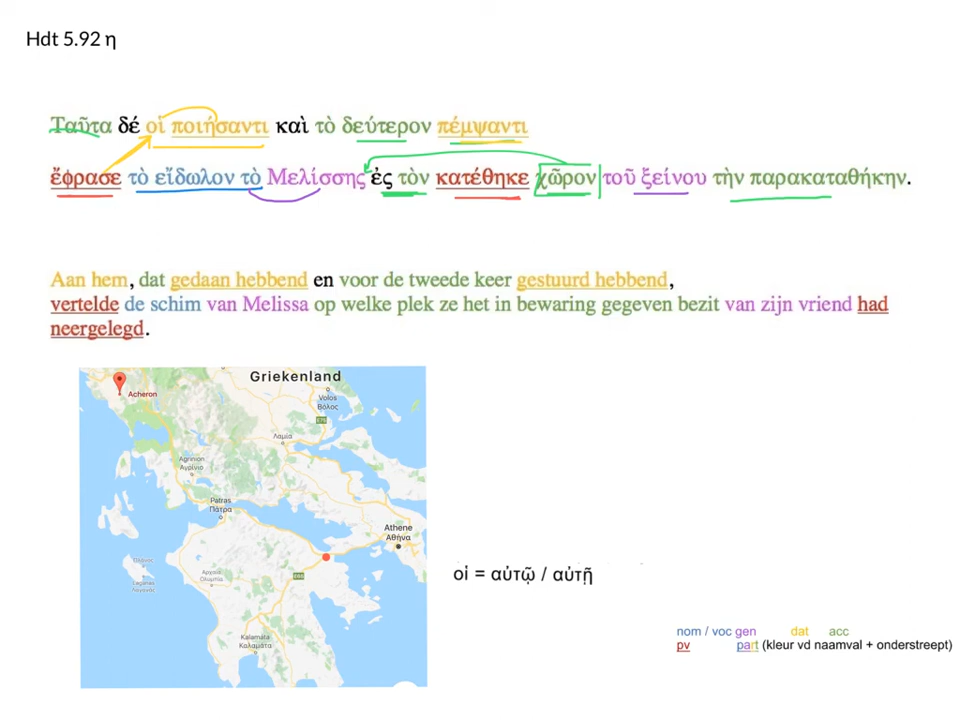 Hdt 5.92 η
Ταῦτα δέ οἱ ποιήσαντι καὶ τὸ δεύτερον πέμψαντι
ἔφρασε τὸ εἴδωλον τὸ Μελίσσης ἐς τὸν κατέθηκε χῶρον τοῦ ξείνου τὴν παρακαταθήκην.
Aan hem, dat gedaan hebbend en voor de tweede keer gestuurd hebbend,
vertelde de schim van Melissa op welke plek ze het in bewaring gegeven bezit van zijn vriend had
neergelegd.
Griekenland
Acheron
Volos
Βόλος
Λαμία
Agrinion
Αγρίνιο
Patras
Πάτρα
Athene
Αθήνα
Kalamata
Καλαμάτα
οἱ = αὐτῷ / αὐτῇ
nom / voc gen dat acc
pv part (kleur vd naamval + onderstreept)